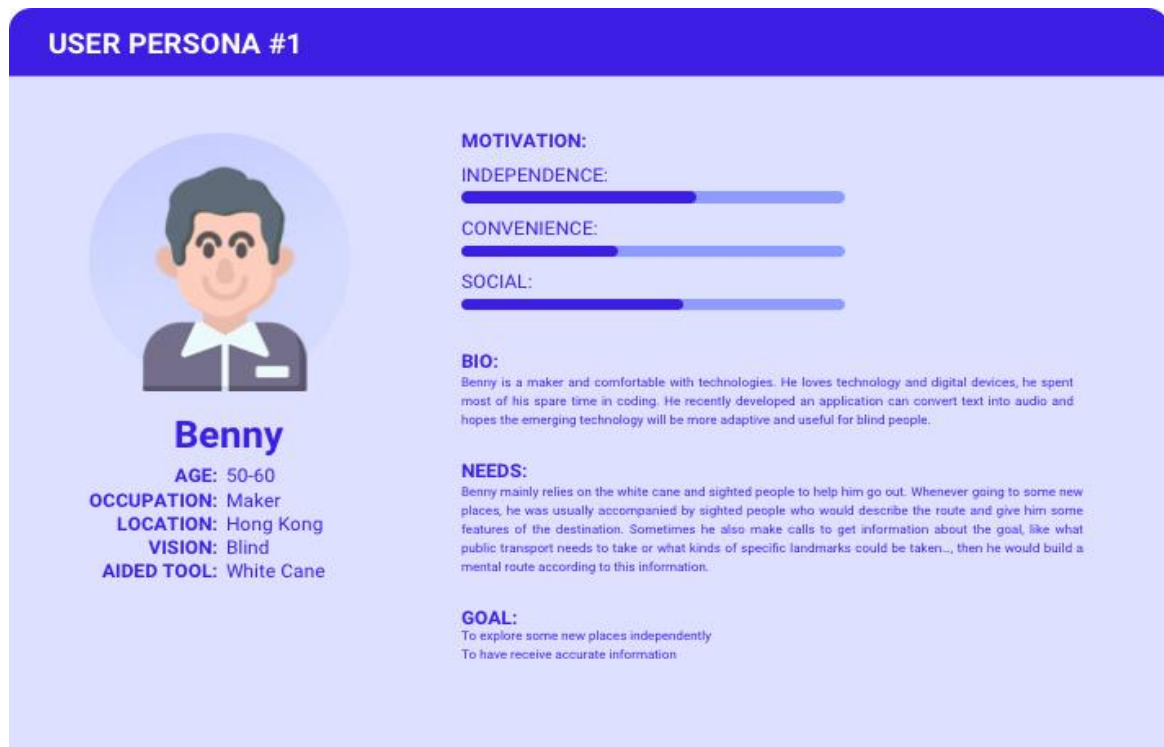 USER PERSONA #1
Benny
AGE: 50-60
OCCUPATION: Maker
LOCATION: Hong Kong
VISION: Blind
AIDED TOOL: White Cane
MOTIVATION:
INDEPENDENCE:
CONVENIENCE:
SOCIAL:
BIO:
Benny is a maker and comfortable with technologies. He loves technology and digital devices, he spent
most of his spare time in coding. He recently developed an application can convert text into audio and
hopes the emerging technology will be more adaptive and useful for blind people.
NEEDS:
Benny mainly relies on the white cane and sighted people to help him go out. Whenever going to some new
places, he was usually accompanied by sighted people who would describe the route and give him some
features of the destination. Sometimes he also make calls to get information about the goal, like what
public transport needs to take or what kinds of specific landmarks could be taken..., then he would build a
mental route according to this information.
GOAL:
To explore some new places independently
To have receive accurate information